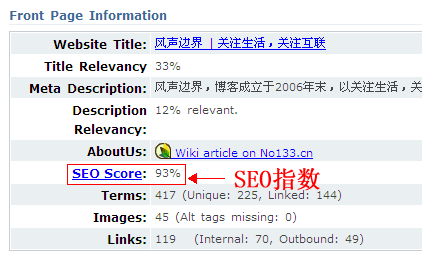 Front Page Information
Website Title: 风声边界 | 关注生活，关注互联
Title Relevancy 33%
Meta Description: 风声边界，博客成立于2006年末，以关注生活，关
Description 12% relevant.
Relevancy:
AboutUs: Wiki article on No133.cn
SEO Score: 93% SEO指数
Terms: 417 (Unique: 225, Linked: 144)
Images: 45 (Alt tags missing: 0)
Links: 119 (Internal: 70, Outbound: 49)